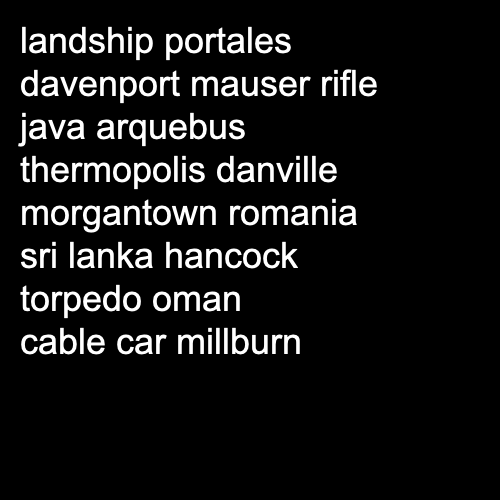 landship portales
davenport mauser rifle
java arquebus
thermopolis danville
morgantown romania
sri lanka hancock
torpedo oman
cable car millburn